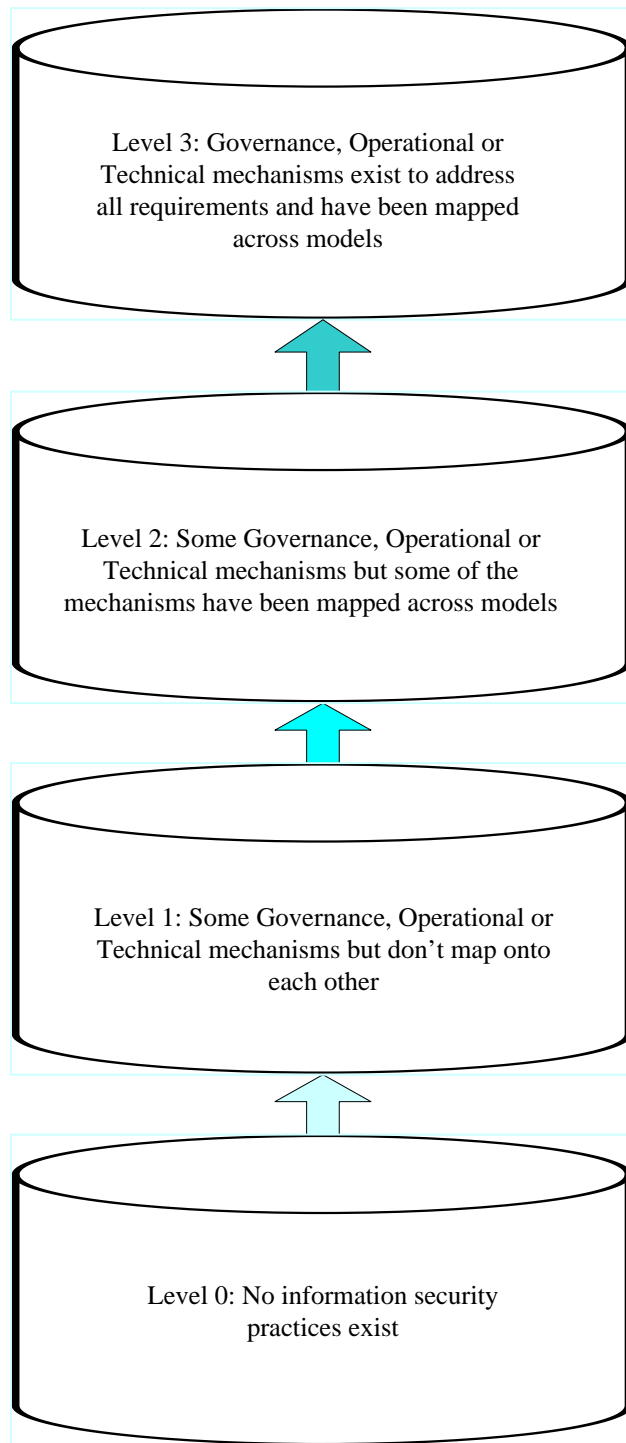 Level 3: Governance, Operational or
Technical mechanisms exist to address
all requirements and have been mapped
across models
Level 2: Some Governance, Operational or
Technical mechanisms but some of the
mechanisms have been mapped across models
Level 1: Some Governance, Operational or
Technical mechanisms but don’t map onto
each other
Level 0: No information security
practices exist